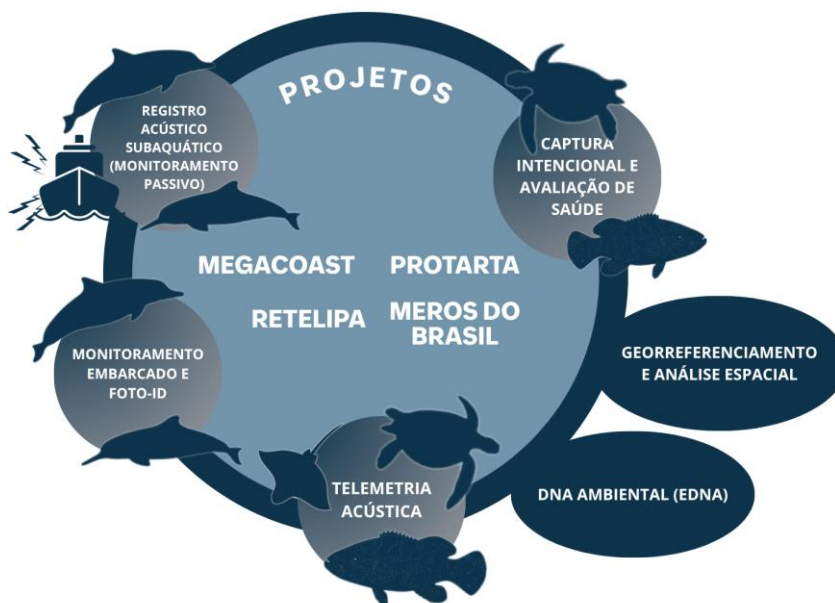 PROJETOS
REGISTRO
ACÚSTICO
SUBAQUÁTICO
(MONITORAMENTO
PASSIVO)
CAPTURA
INTENCIONAL E
AVALIAÇÃO DE
SAÚDE
MEGACOAST
PROTARTA
RETELIPA
MEROS DO
BRASIL
MONITORAMENTO
EMBARCADO E
FOTO-ID
GEORREFERENCIAMENTO
E ANÁLISE ESPACIAL
TELEMETRIA
ACÚSTICA
DNA AMBIENTAL (EDNA)